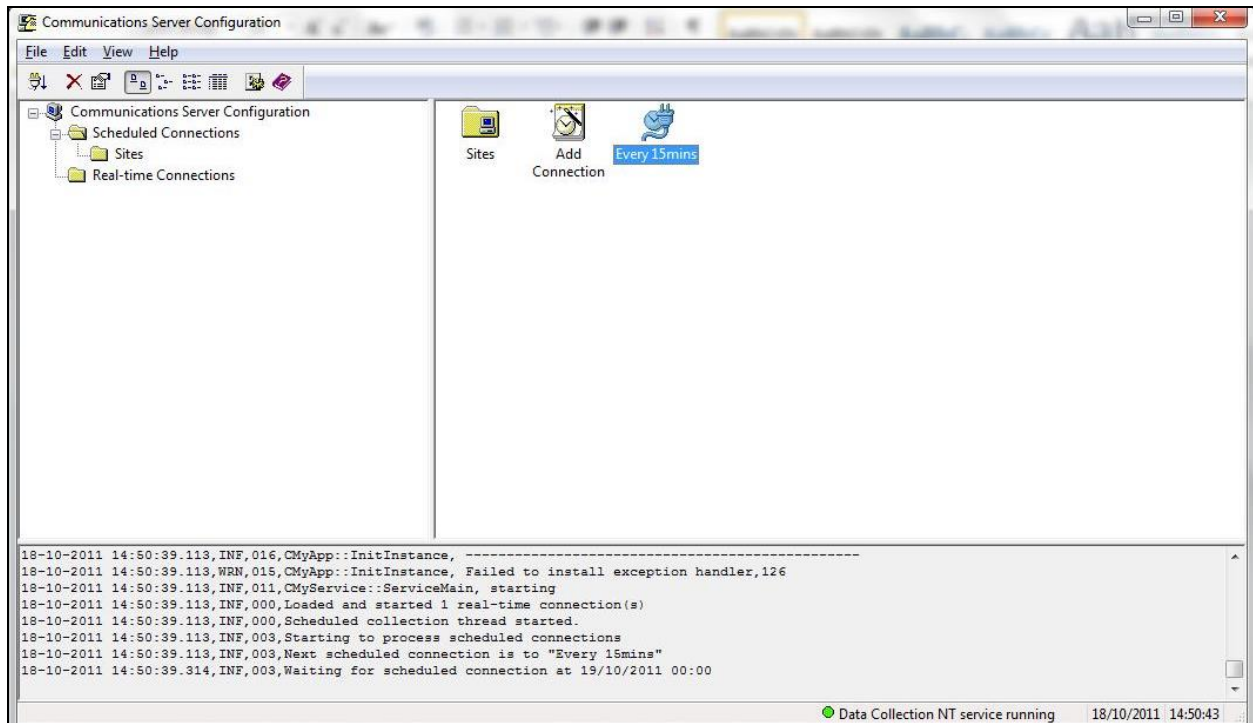 Communications Server Configuration
File Edit View Help
Communications Server Configuration
Scheduled Connections
Sites
Real-time Connections
Sites
Add Connection
Every 15mins
18-10-2011 14:50:39.113,INF,016,CMyApp::InitInstance, ------------------------------------------------
18-10-2011 14:50:39.113,WRN,015,CMyApp::InitInstance, Failed to install exception handler,126
18-10-2011 14:50:39.113,INF,011,CMyService::ServiceMain, starting
18-10-2011 14:50:39.113,INF,000,Loaded and started 1 real-time connection(s)
18-10-2011 14:50:39.113,INF,000,Scheduled collection thread started.
18-10-2011 14:50:39.113,INF,003,Starting to process scheduled connections
18-10-2011 14:50:39.113,INF,003,Next scheduled connection is to "Every 15mins"
18-10-2011 14:50:39.314,INF,003,Waiting for scheduled connection at 19/10/2011 00:00
Data Collection NT service running 18/10/2011 14:50:43